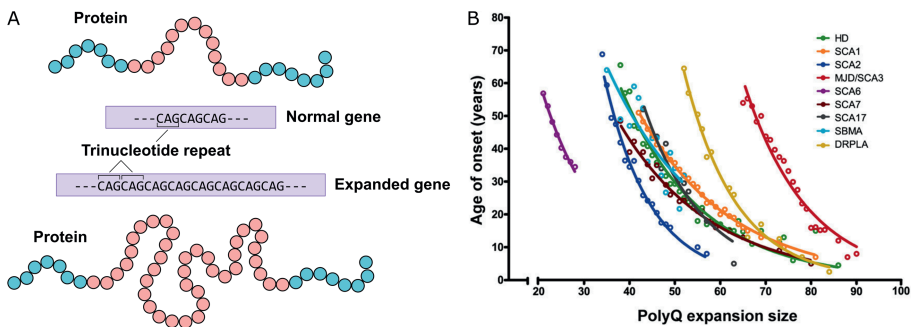 A
Protein
---CAGCAGCAG---
Normal gene
Trinucleotide repeat
---CAGCAGCAGCAGCAGCAGCAGCAG---
Expanded gene
Protein
B
Age of onset (years)
80
70
60
50
40
30
20
10
0
20 30 40 50 60 70 80 90 100
PolyQ expansion size
HD
SCA1
SCA2
MJD/SCA3
SCA6
SCA7
SCA17
SBMA
DRPLA